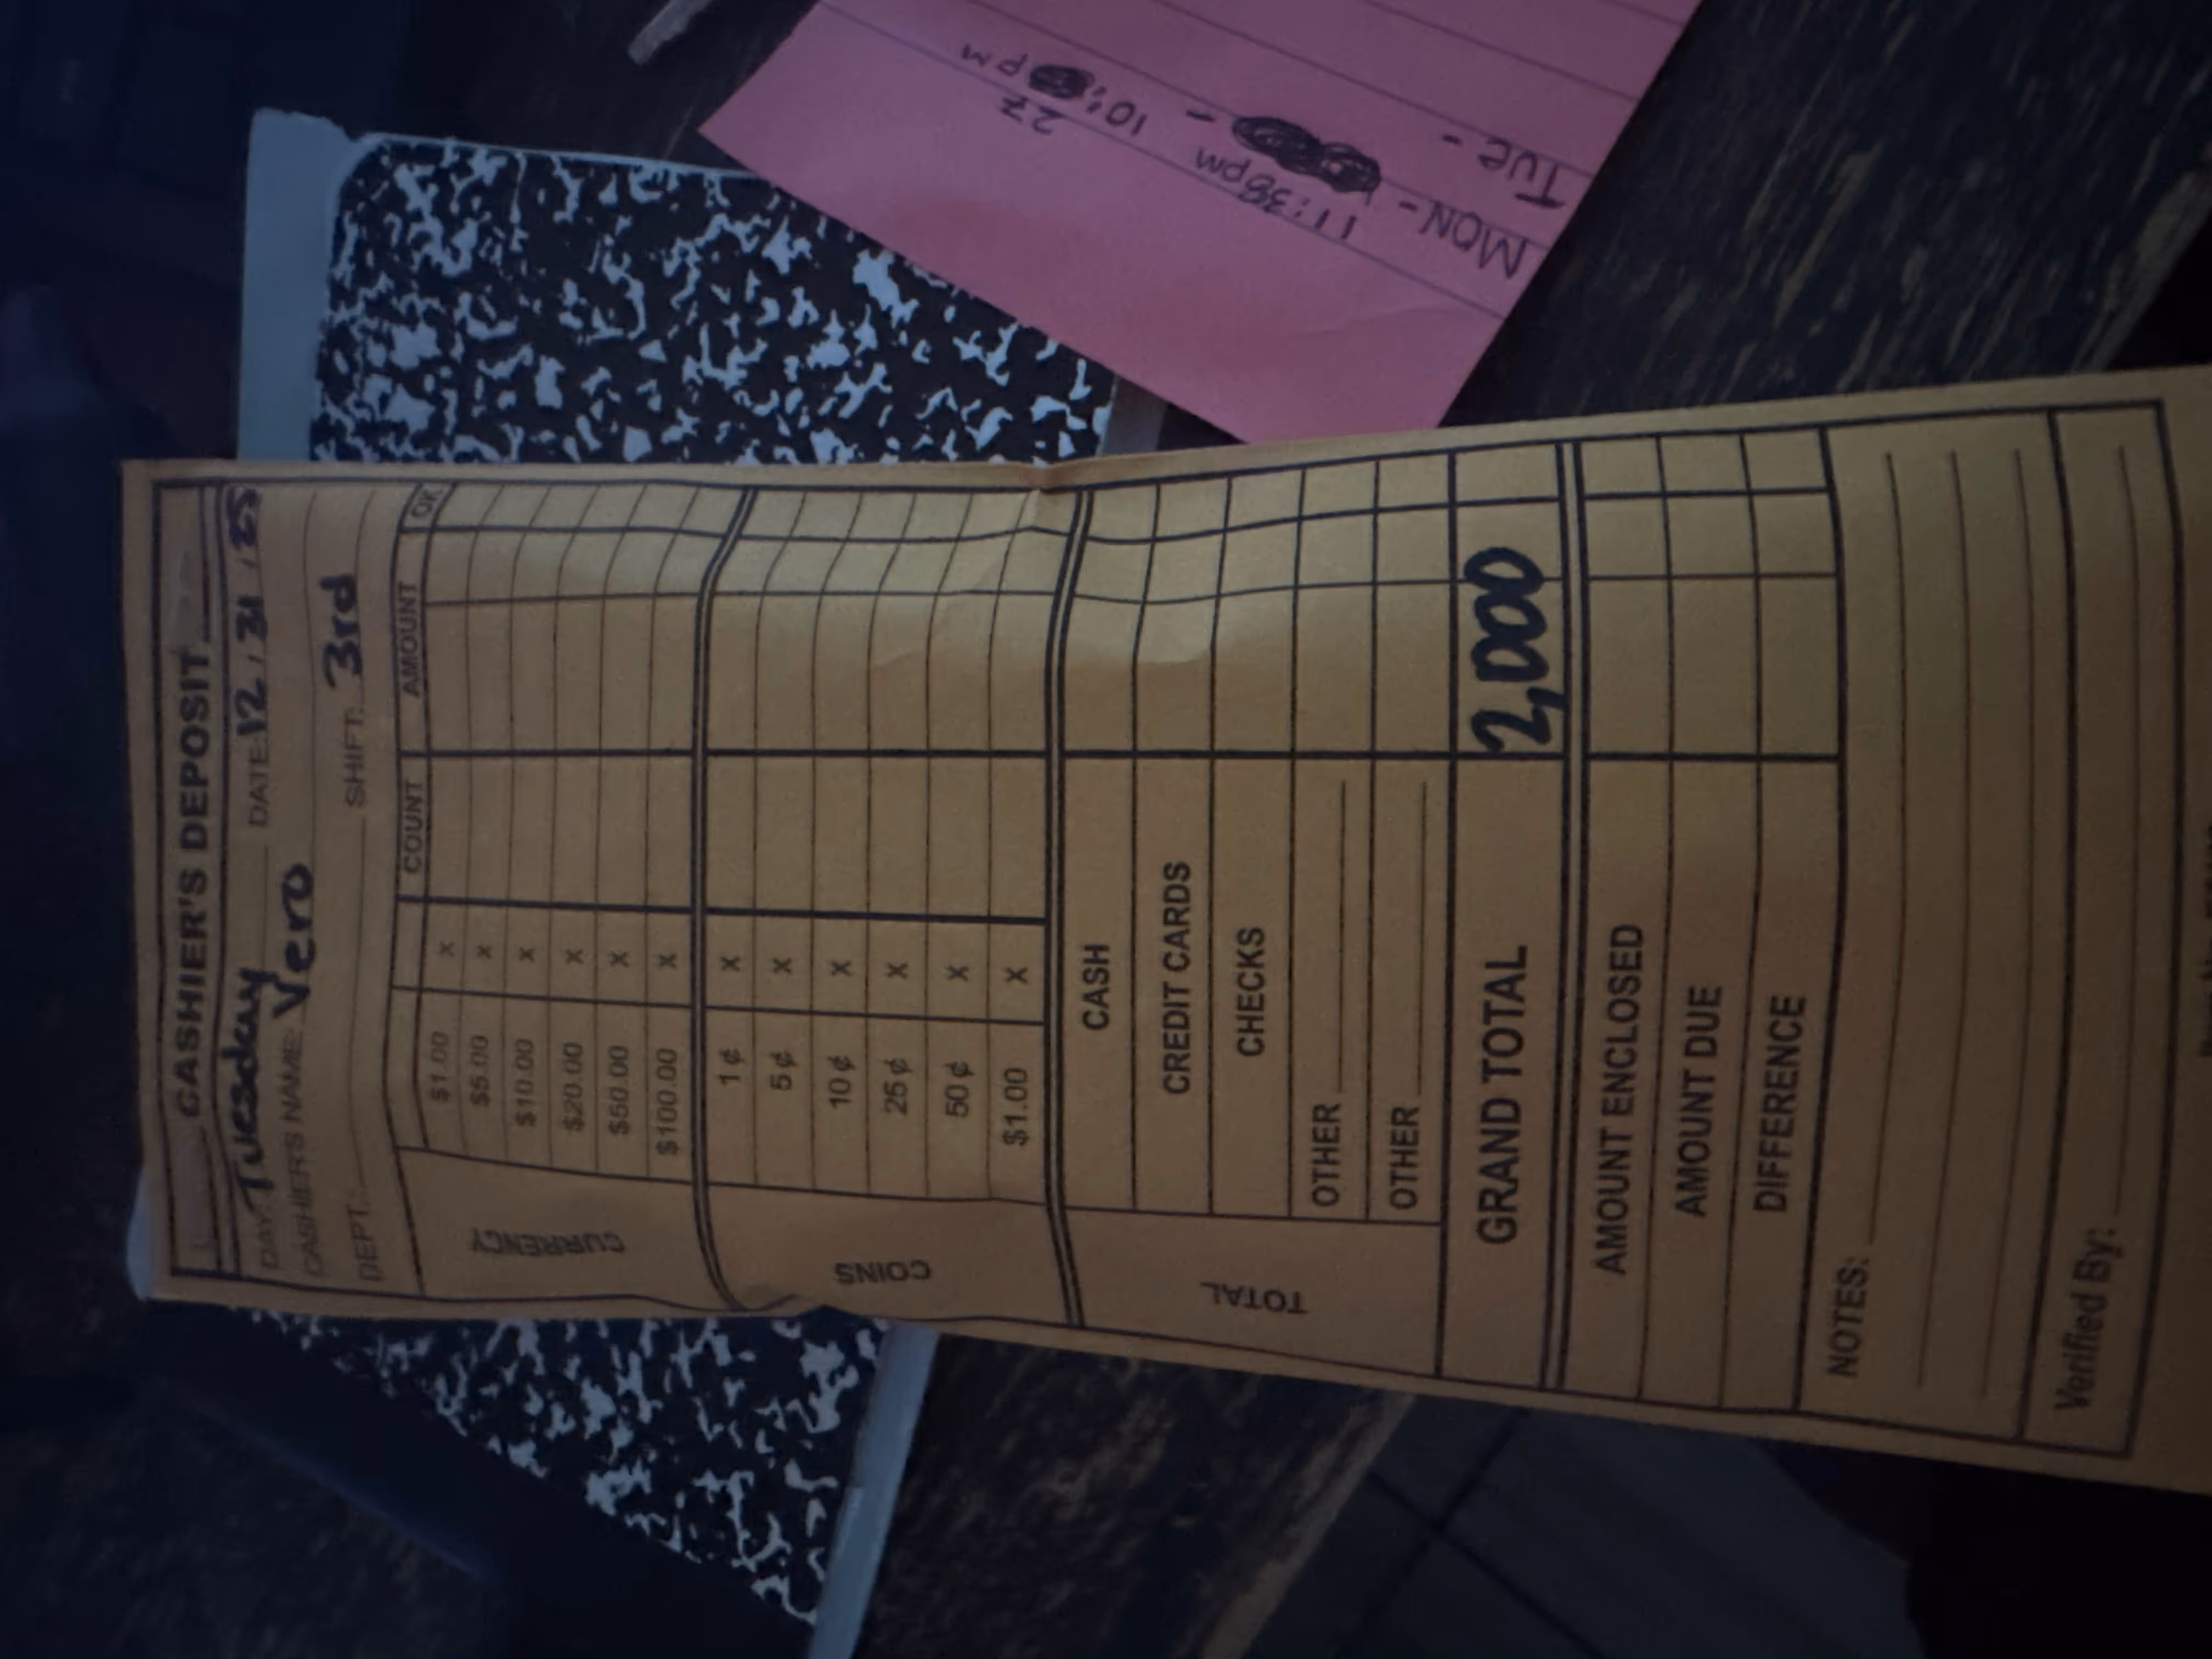 CASHIER'S DEPOSIT
DAY: Tuesday DATE: 12 / 31 / 25
CASHIER'S NAME: Vero
DEPT.: SHIFT: 3rd
COUNT AMOUNT OK
CURRENCY
$1.00 X
$5.00 X
$10.00 X
$20.00 X
$50.00 X
$100.00 X
COINS
1¢ X
5¢ X
10¢ X
25¢ X
50¢ X
$1.00 X
TOTAL
CASH
CREDIT CARDS
CHECKS
OTHER
OTHER
GRAND TOTAL 2,000
AMOUNT ENCLOSED
AMOUNT DUE
DIFFERENCE
NOTES:
Verified By:
11:38pm 27
MON - - 10: pm
Tue -